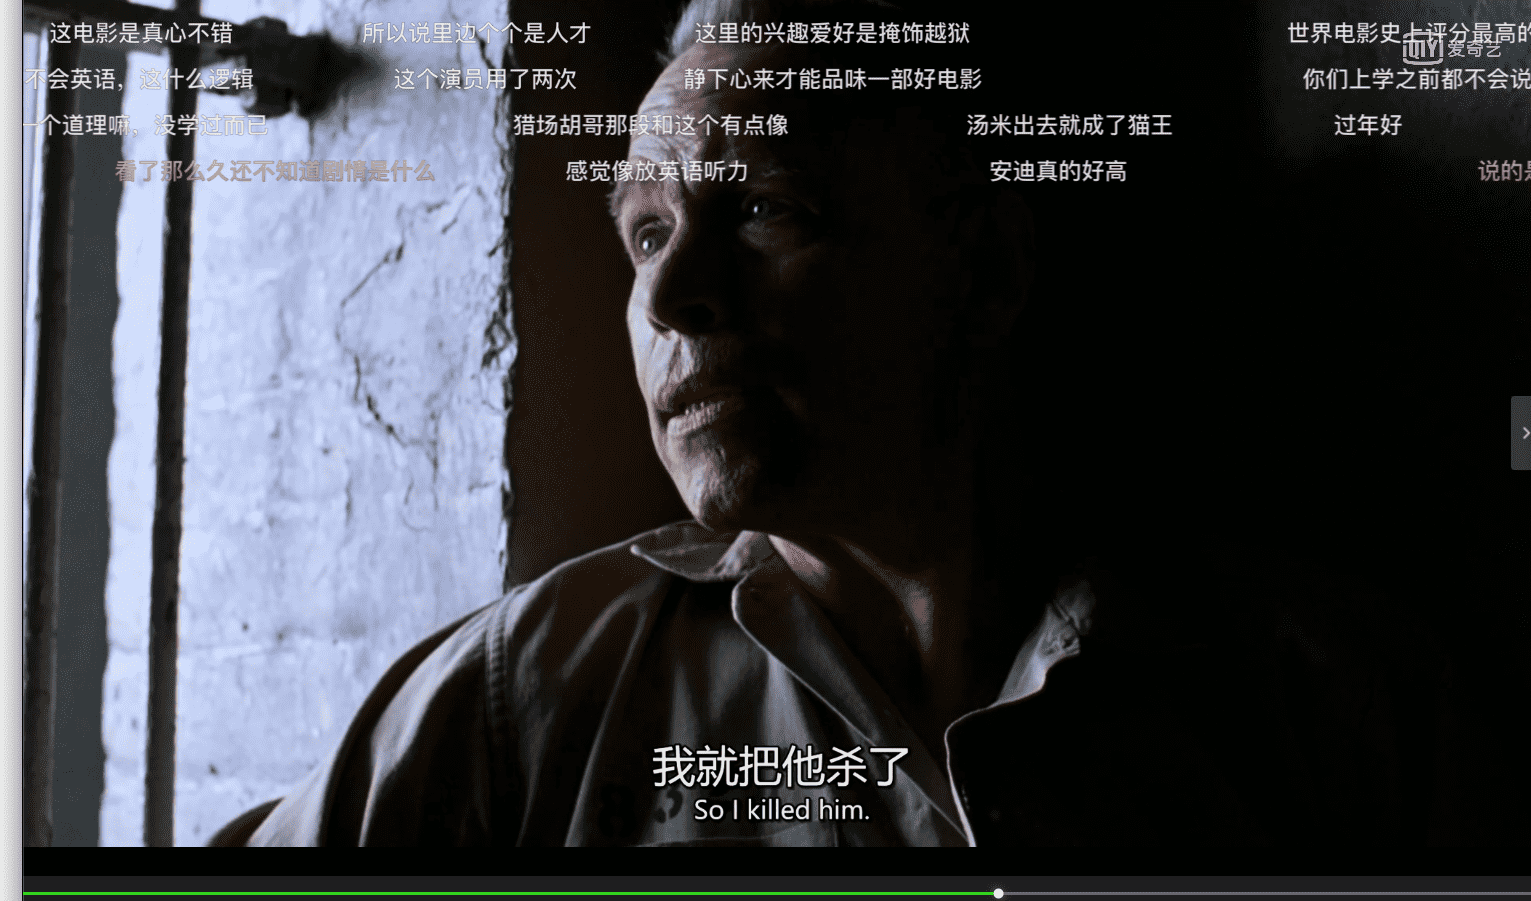 这电影是真心不错 所以说里边个个是人才 这里的兴趣爱好是掩饰越狱 世界电影史上评分最高的
爱奇艺
不会英语，这什么逻辑 这个演员用了两次 静下心来才能品味一部好电影 你们上学之前都不会说
一个道理嘛，没学过而已 猎场胡哥那段和这个有点像 汤米出去就成了猫王 过年好
看了那么久还不知道剧情是什么 感觉像放英语听力 安迪真的好高 说的是
我就把他杀了
So I killed him.